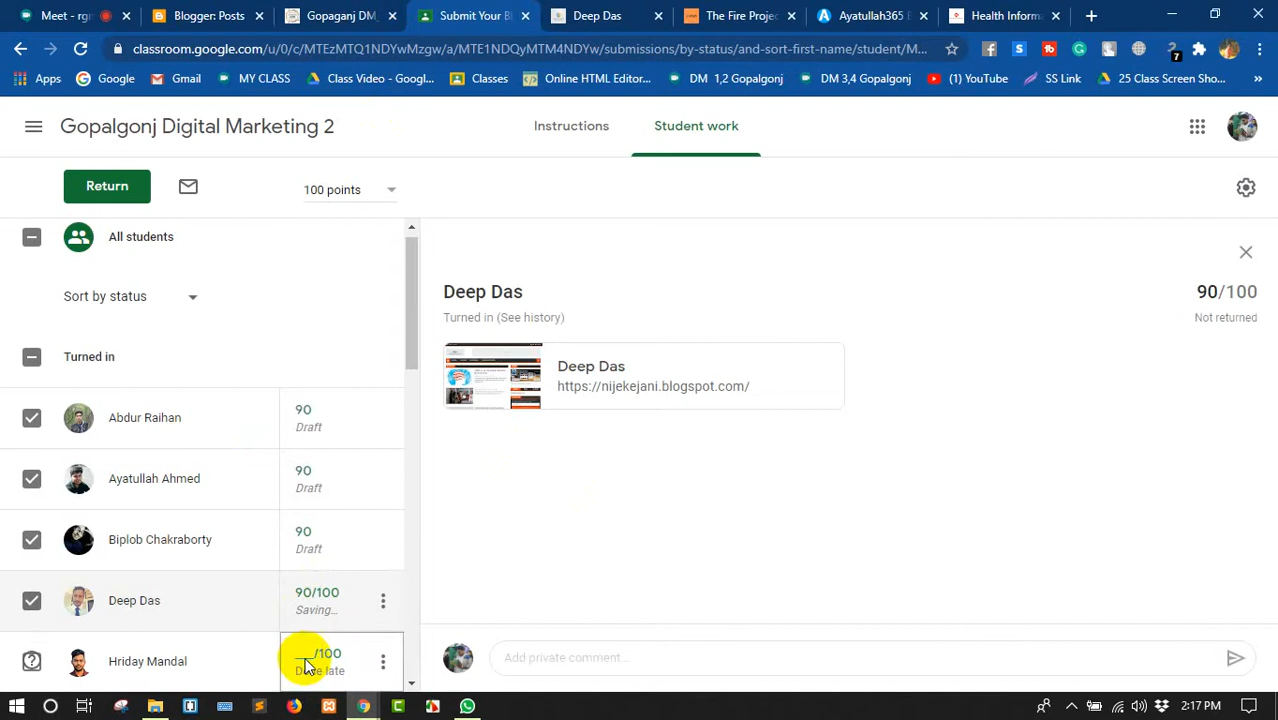 Meet – rgn
Blogger: Posts
Gopaganj DM_
Submit Your B
Deep Das
The Fire Proje
Ayatullah365 B
Health Informa
classroom.google.com/u/0/c/MTEzMTQ1NDYwMzgw/a/MTE1NDQyMTM4NDYw/submissions/by-status/and-sort-first-name/student/M...
7
Apps
Google
Gmail
MY CLASS
Class Video - Googl...
Classes
Online HTML Editor...
DM 1,2 Gopalgonj
DM 3,4 Gopalgonj
(1) YouTube
SS Link
25 Class Screen Sho...
»
Gopalgonj Digital Marketing 2
Instructions
Student work
Return
100 points
All students
Sort by status
Turned in
Abdur Raihan
90
Draft
Ayatullah Ahmed
90
Draft
Biplob Chakraborty
90
Draft
Deep Das
90/100
Saving...
Hriday Mandal
___/100
Done late
Deep Das
90/100
Turned in (See history)
Not returned
Deep Das
https://nijekejani.blogspot.com/
Add private comment...
2:17 PM